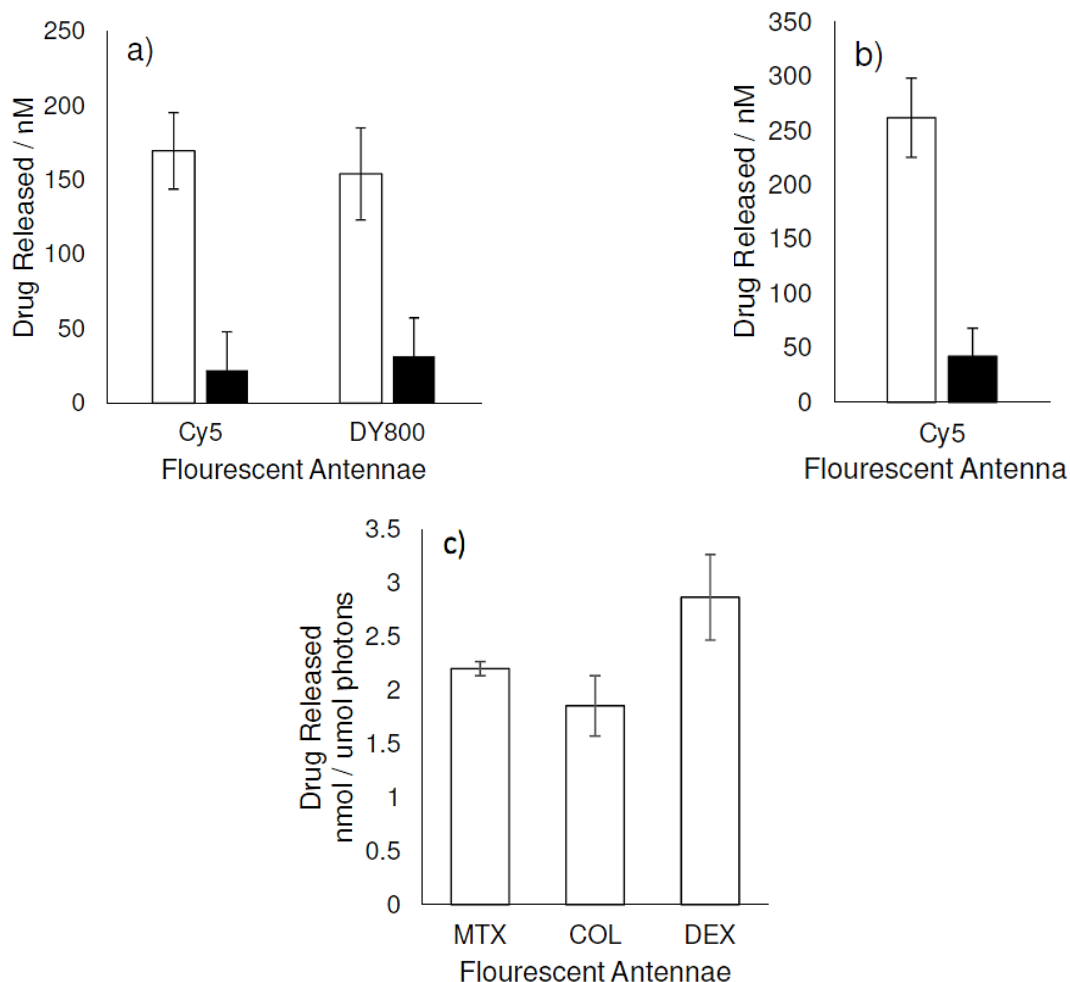 a)
Drug Released / nM
250
200
150
100
50
0
Cy5 DY800
Flourescent Antennae
b)
Drug Released / nM
350
300
250
200
150
100
50
0
Cy5
Flourescent Antenna
c)
Drug Released
nmol / umol photons
3.5
3
2.5
2
1.5
1
0.5
0
MTX COL DEX
Flourescent Antennae